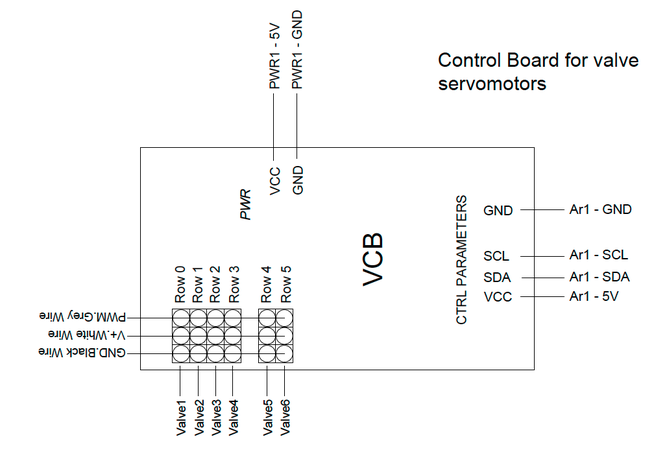 PWR1 - 5V
PWR1 - GND
Control Board for valve
servomotors
VCC
GND
PWR
VCB
CTRL PARAMETERS
GND
Ar1 - GND
SCL
Ar1 - SCL
SDA
Ar1 - SDA
VCC
Ar1 - 5V
Row 0
Row 1
Row 2
Row 3
Row 4
Row 5
PWM.Grey Wire
V+.White Wire
GND.Black Wire
Valve1
Valve2
Valve3
Valve4
Valve5
Valve6